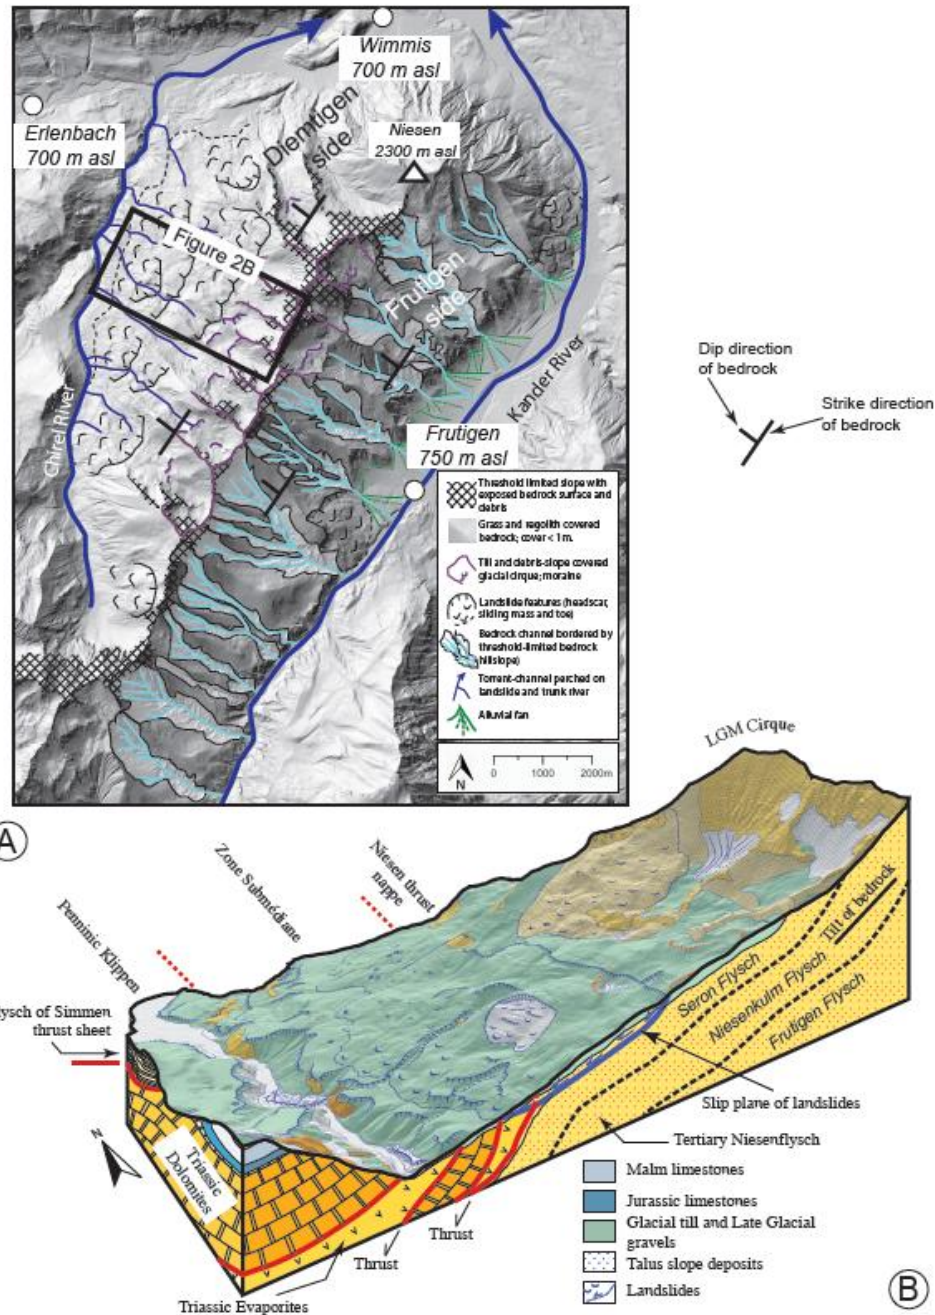 Wimmis
700 m asl
Erlenbach
700 m asl
Diemtigen
side
Niesen
2300 m asl
Figure 2B
Frutigen
side
Chirel River
Kander River
Frutigen
750 m asl
Threshold limited slope with
exposed bedrock surface and
debris
Grass and regolith covered
bedrock; cover < 1 m.
Till and debris-slope covered
glacial cirque; moraine
Landslide features (headscar,
sliding mass and toe)
Bedrock channel bordered by
threshold-limited bedrock
hillslope)
Torrent-channel perched on
landslide and trunk river
Alluvial fan
N
0 1000 2000m
Dip direction
of bedrock
Strike direction
of bedrock
A
LGM Cirque
Niesen thrust
nappe
Zone Submédiane
Penninic Klippen
lysch of Simmen
thrust sheet
Tilt of bedrock
Seron Flysch
Niesenkulm Flysch
Frutigen Flysch
Slip plane of landslides
Tertiary Niesenflysch
N
Triassic
Dolomites
Thrust
Thrust
Triassic Evaporites
Malm limestones
Jurassic limestones
Glacial till and Late Glacial
gravels
Talus slope deposits
Landslides
B